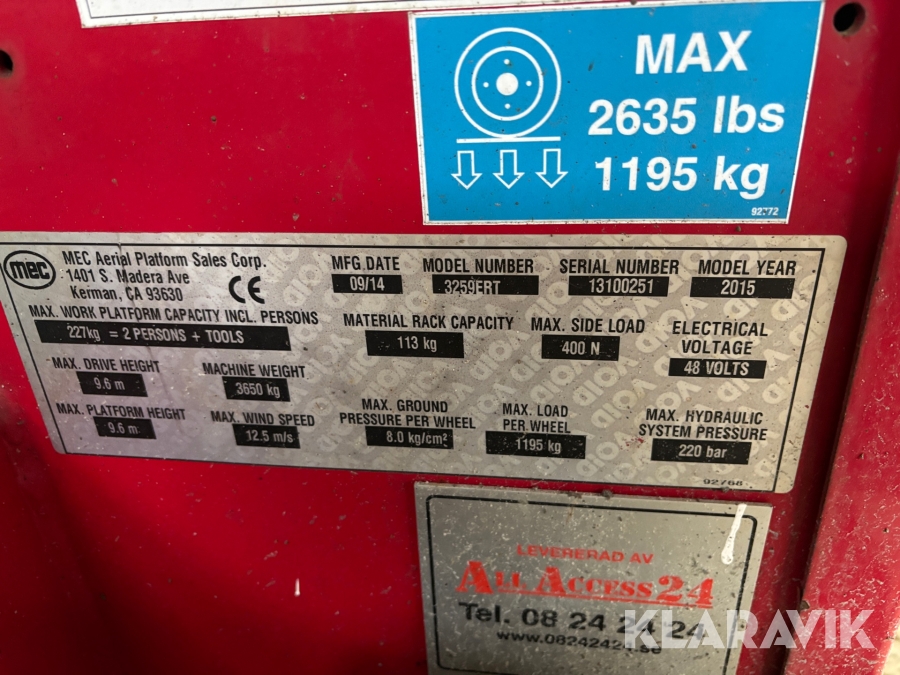 MAX
2635 lbs
1195 kg
92772
mec
MEC Aerial Platform Sales Corp.
1401 S. Madera Ave
Kerman, CA 93630
CE
MFG DATE
09/14
MODEL NUMBER
3259ERT
SERIAL NUMBER
13100251
MODEL YEAR
2015
MAX. WORK PLATFORM CAPACITY INCL. PERSONS
227kg = 2 PERSONS + TOOLS
MATERIAL RACK CAPACITY
113 kg
MAX. SIDE LOAD
400 N
ELECTRICAL
VOLTAGE
48 VOLTS
MAX. DRIVE HEIGHT
9.6 m
MACHINE WEIGHT
3650 kg
MAX. PLATFORM HEIGHT
9.6 m
MAX. WIND SPEED
12.5 m/s
MAX. GROUND
PRESSURE PER WHEEL
8.0 kg/cm²
MAX. LOAD
PER WHEEL
1195 kg
MAX. HYDRAULIC
SYSTEM PRESSURE
220 bar
92768
LEVERERAD AV
ALL ACCESS24
Tel. 08 24 24 24
KLARAVIK